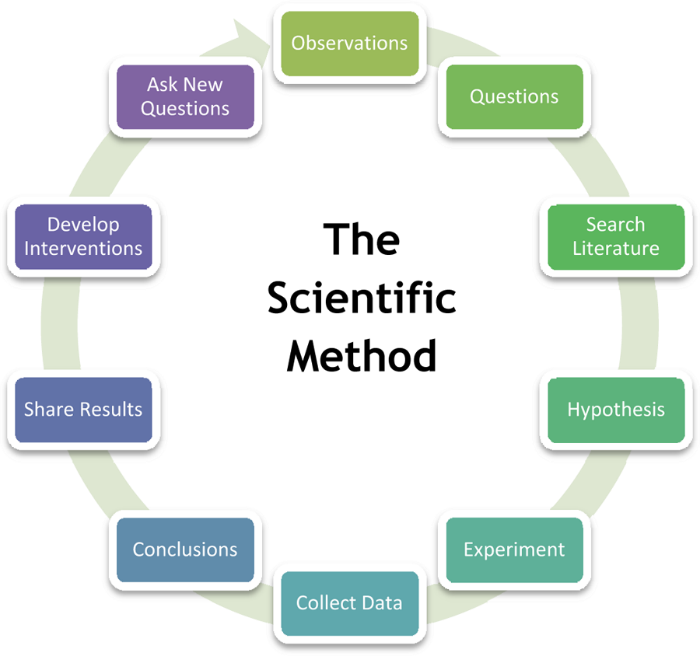 Observations
Questions
Search
Literature
Hypothesis
Experiment
Collect Data
Conclusions
Share Results
Develop
Interventions
Ask New
Questions
The
Scientific
Method